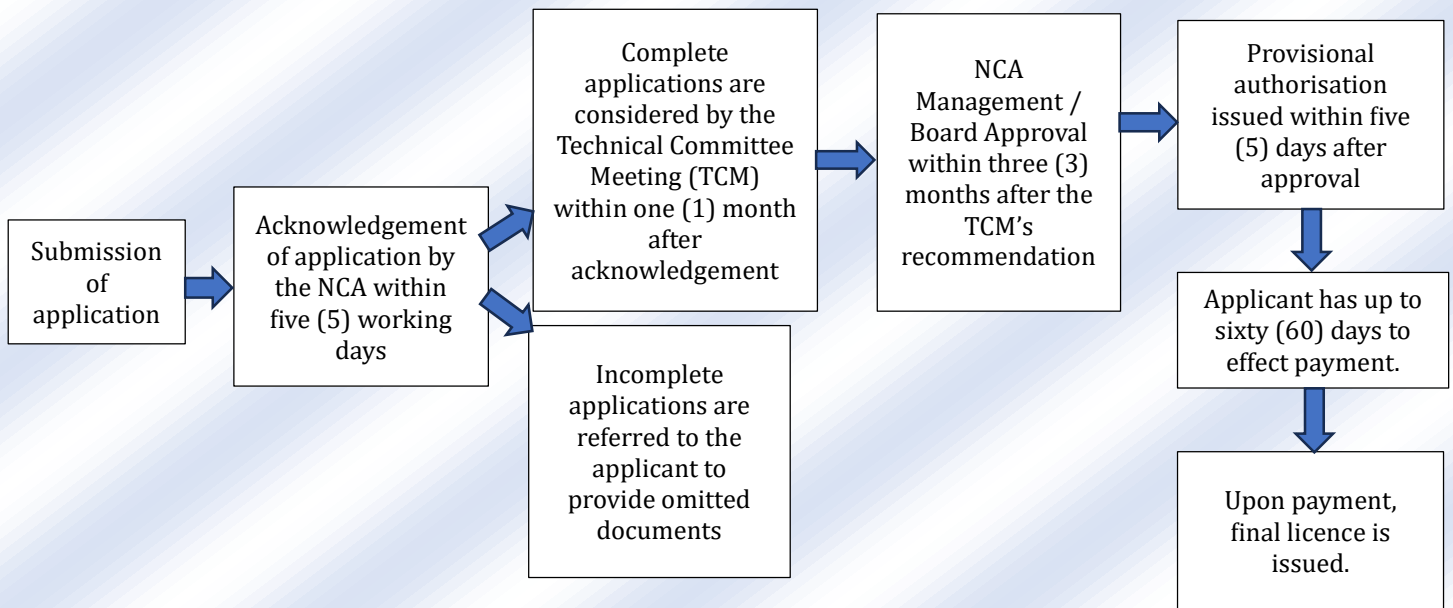 Submission
of
application
Acknowledgement
of application by
the NCA within
five (5) working
days
Complete
applications are
considered by the
Technical Committee
Meeting (TCM)
within one (1) month
after
acknowledgement
Incomplete
applications are
referred to the
applicant to
provide omitted
documents
NCA
Management /
Board Approval
within three (3)
months after the
TCM’s
recommendation
Provisional
authorisation
issued within five
(5) days after
approval
Applicant has up to
sixty (60) days to
effect payment.
Upon payment,
final licence is
issued.